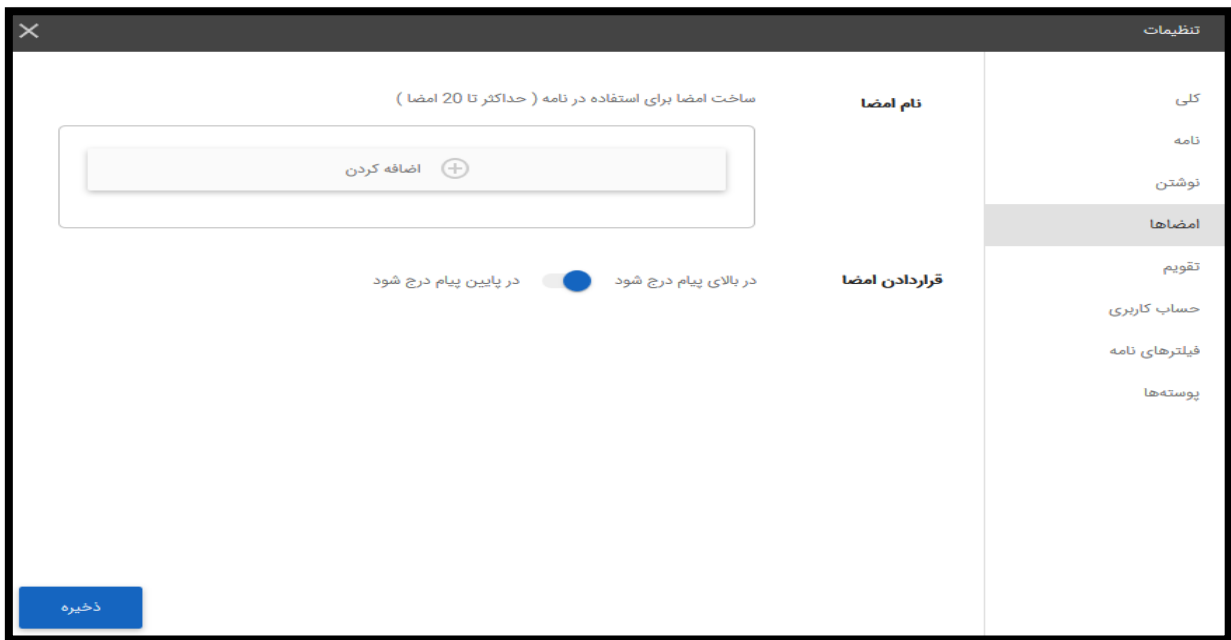 تنظیمات
کلی
نامه
نوشتن
امضاها
تقویم
حساب کاربری
فیلترهای نامه
پوسته‌ها
نام امضا
ساخت امضا برای استفاده در نامه ( حداکثر تا 20 امضا )
اضافه کردن
قراردادن امضا
در بالای پیام درج شود
در پایین پیام درج شود
ذخیره